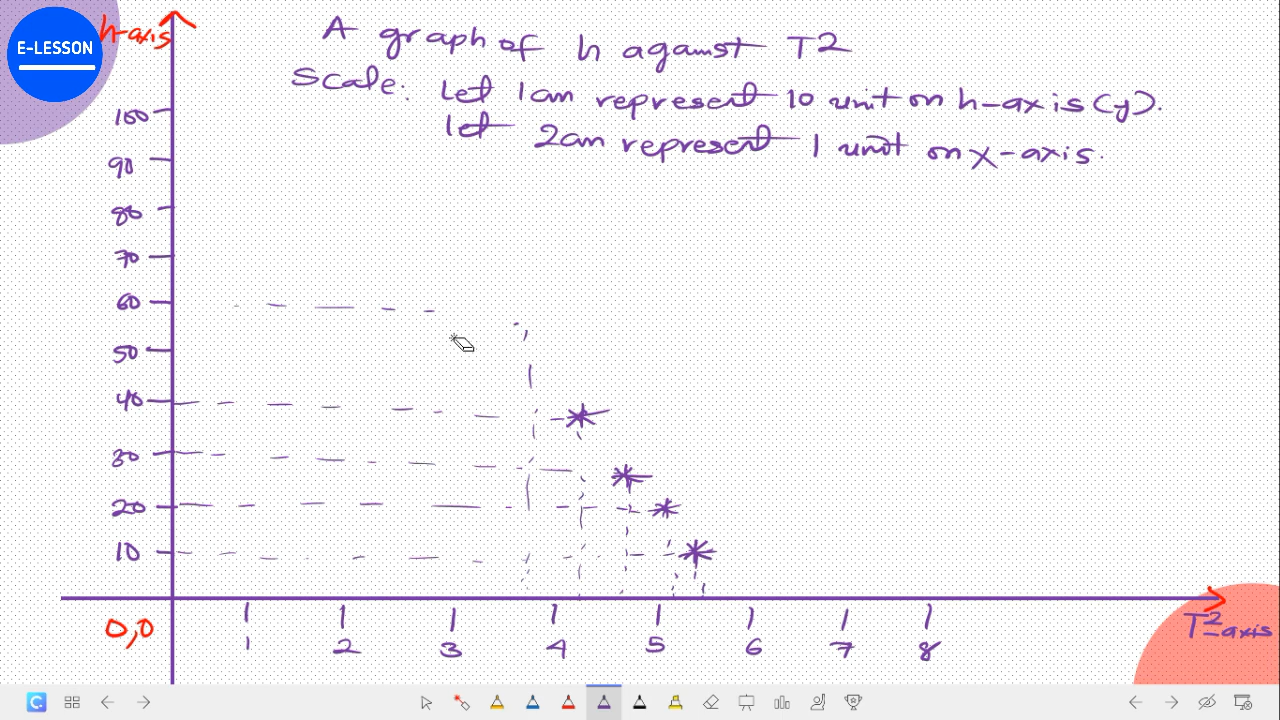 E-LESSON
h-axis
A graph of h against T2
Scale: Let 1cm represent 10 unit on h-axis (y).
let 2cm represent 1 unit on x-axis.
100
90
80
70
60
50
40
30
20
10
0,0
1 2 3 4 5 6 7 8
T²-axis